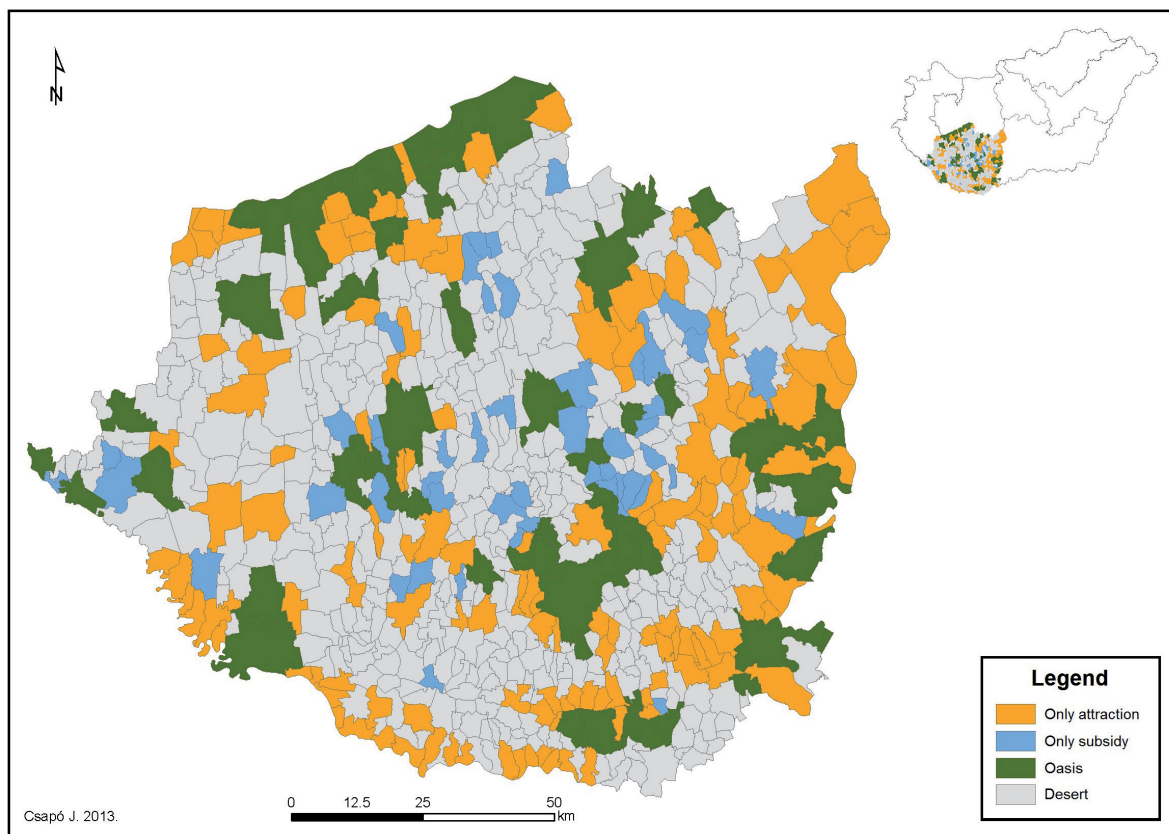 N
Legend
Only attraction
Only subsidy
Oasis
Desert
0 12.5 25 50
km
Csapó J. 2013.